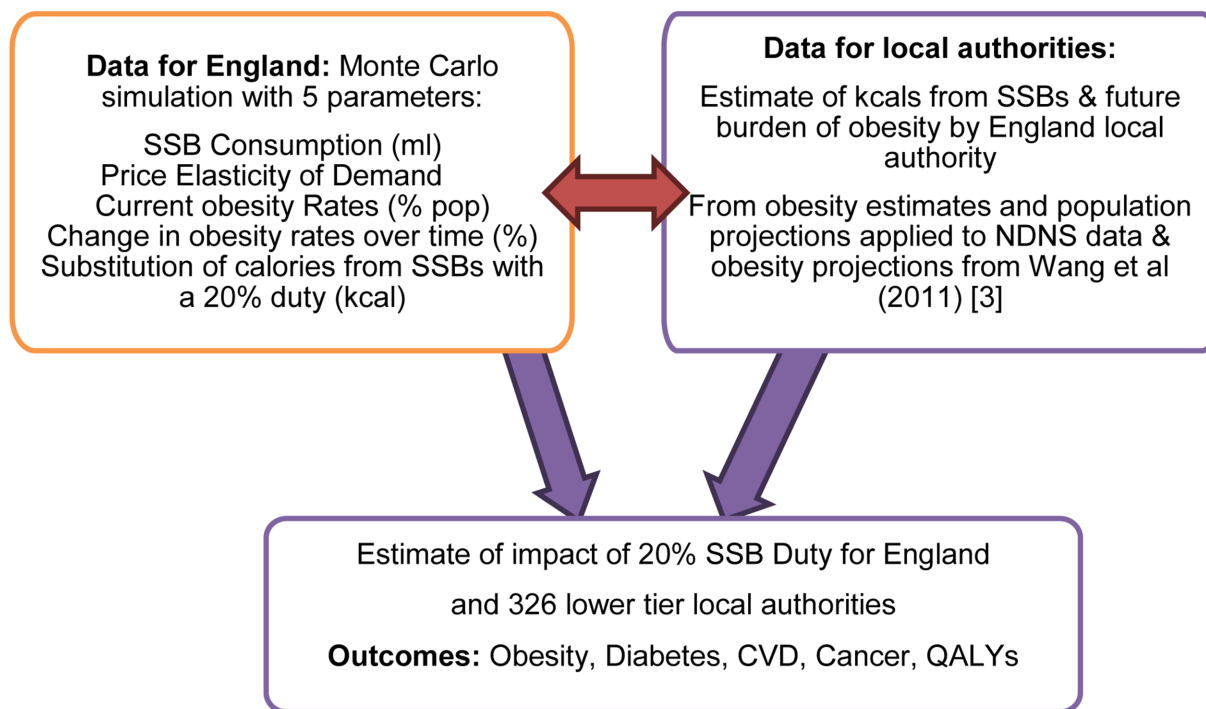 Data for England: Monte Carlo
simulation with 5 parameters:
SSB Consumption (ml)
Price Elasticity of Demand
Current obesity Rates (% pop)
Change in obesity rates over time (%)
Substitution of calories from SSBs with
a 20% duty (kcal)
Data for local authorities:
Estimate of kcals from SSBs & future
burden of obesity by England local
authority
From obesity estimates and population
projections applied to NDNS data &
obesity projections from Wang et al
(2011) [3]
Estimate of impact of 20% SSB Duty for England
and 326 lower tier local authorities
Outcomes: Obesity, Diabetes, CVD, Cancer, QALYs